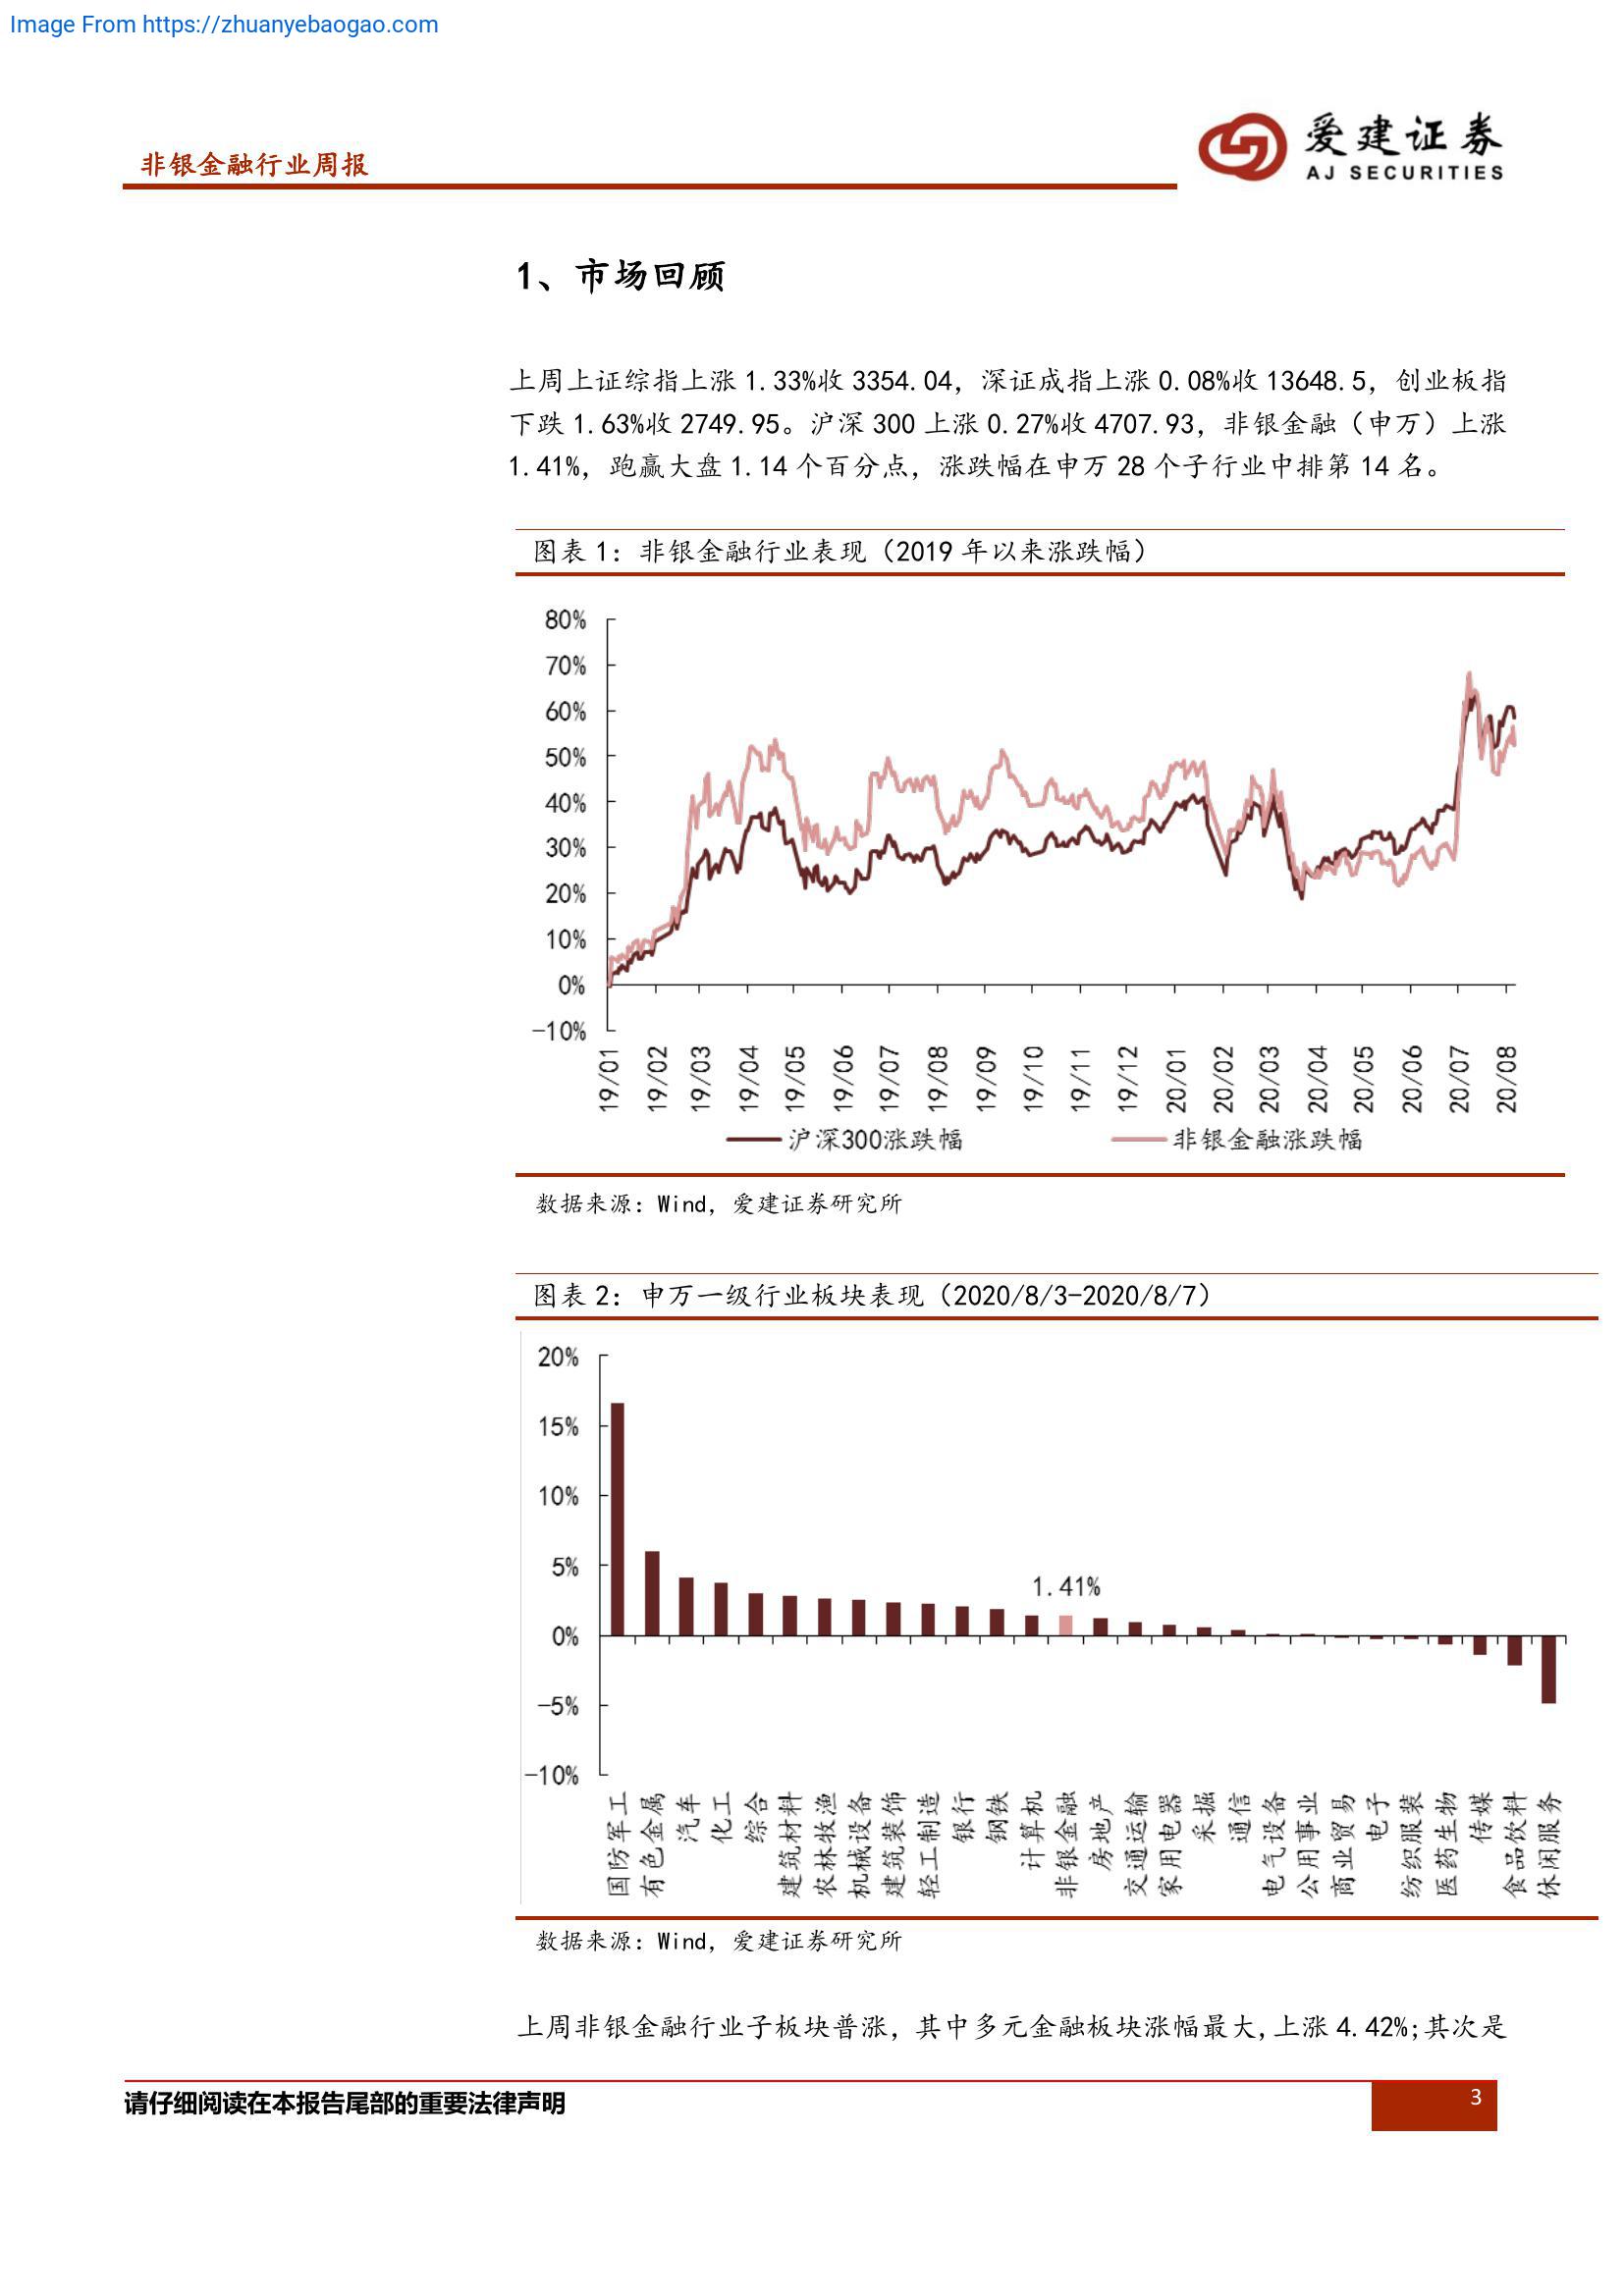 Image From https://zhuanyebaogao.com
非银金融行业周报
爱建证券
AJ SECURITIES
1、市场回顾
上周上证综指上涨 1.33%收 3354.04，深证成指上涨 0.08%收 13648.5，创业板指
下跌 1.63%收 2749.95。沪深 300 上涨 0.27%收 4707.93，非银金融（申万）上涨
1.41%，跑赢大盘 1.14 个百分点，涨跌幅在申万 28 个子行业中排第 14 名。
图表 1：非银金融行业表现（2019 年以来涨跌幅）
80%
70%
60%
50%
40%
30%
20%
10%
0%
-10%
19/01 19/02 19/03 19/04 19/05 19/06 19/07 19/08 19/09 19/10 19/11 19/12 20/01 20/02 20/03 20/04 20/05 20/06 20/07 20/08
沪深300涨跌幅 非银金融涨跌幅
数据来源：Wind，爱建证券研究所
图表 2：申万一级行业板块表现（2020/8/3-2020/8/7）
20%
15%
10%
5%
1.41%
0%
-5%
-10%
国防军工 有色金属 汽车 化工 综合 建筑材料 农林牧渔 机械设备 建筑装饰 轻工制造 银行 钢铁 计算机 非银金融 房地产 交通运输 家用电器 采掘 通信 电气设备 公用事业 商业贸易 电子 纺织服装 医药生物 传媒 食品饮料 休闲服务
数据来源：Wind，爱建证券研究所
上周非银金融行业子板块普涨，其中多元金融板块涨幅最大,上涨 4.42%;其次是
请仔细阅读在本报告尾部的重要法律声明
3